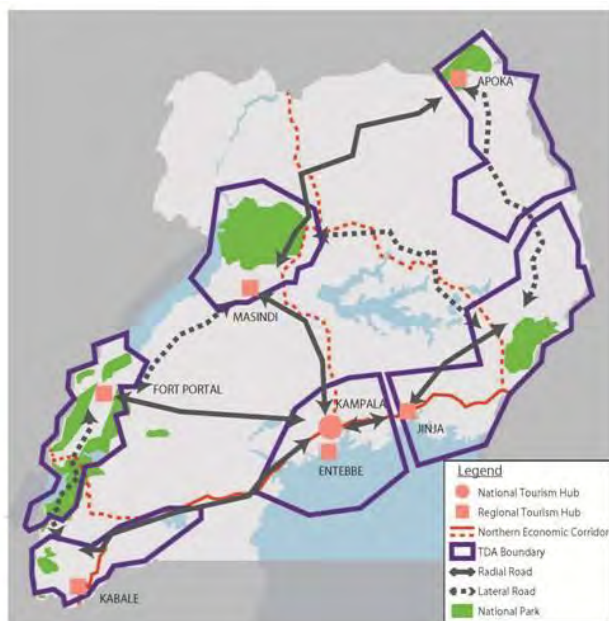 APOKA
MASINDI
FORT PORTAL
KAMPALA
JINJA
ENTEBBE
KABALE
Legend
National Tourism Hub
Regional Tourism Hub
Northern Economic Corridor
TDA Boundary
Radial Road
Lateral Road
National Park